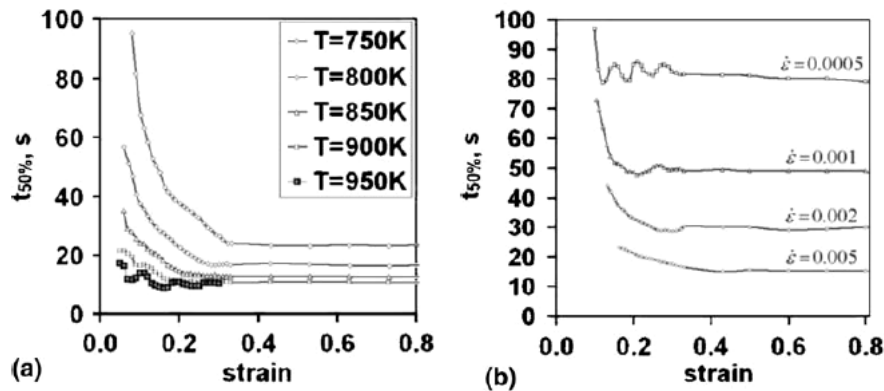 100
80
60
40
20
0
t50%, s
T=750K
T=800K
T=850K
T=900K
T=950K
0.0 0.2 0.4 0.6 0.8
strain
(a)
100
90
80
70
60
50
40
30
20
10
0
t50%, s
ε̇=0.0005
ε̇=0.001
ε̇=0.002
ε̇=0.005
0.0 0.2 0.4 0.6 0.8
strain
(b)